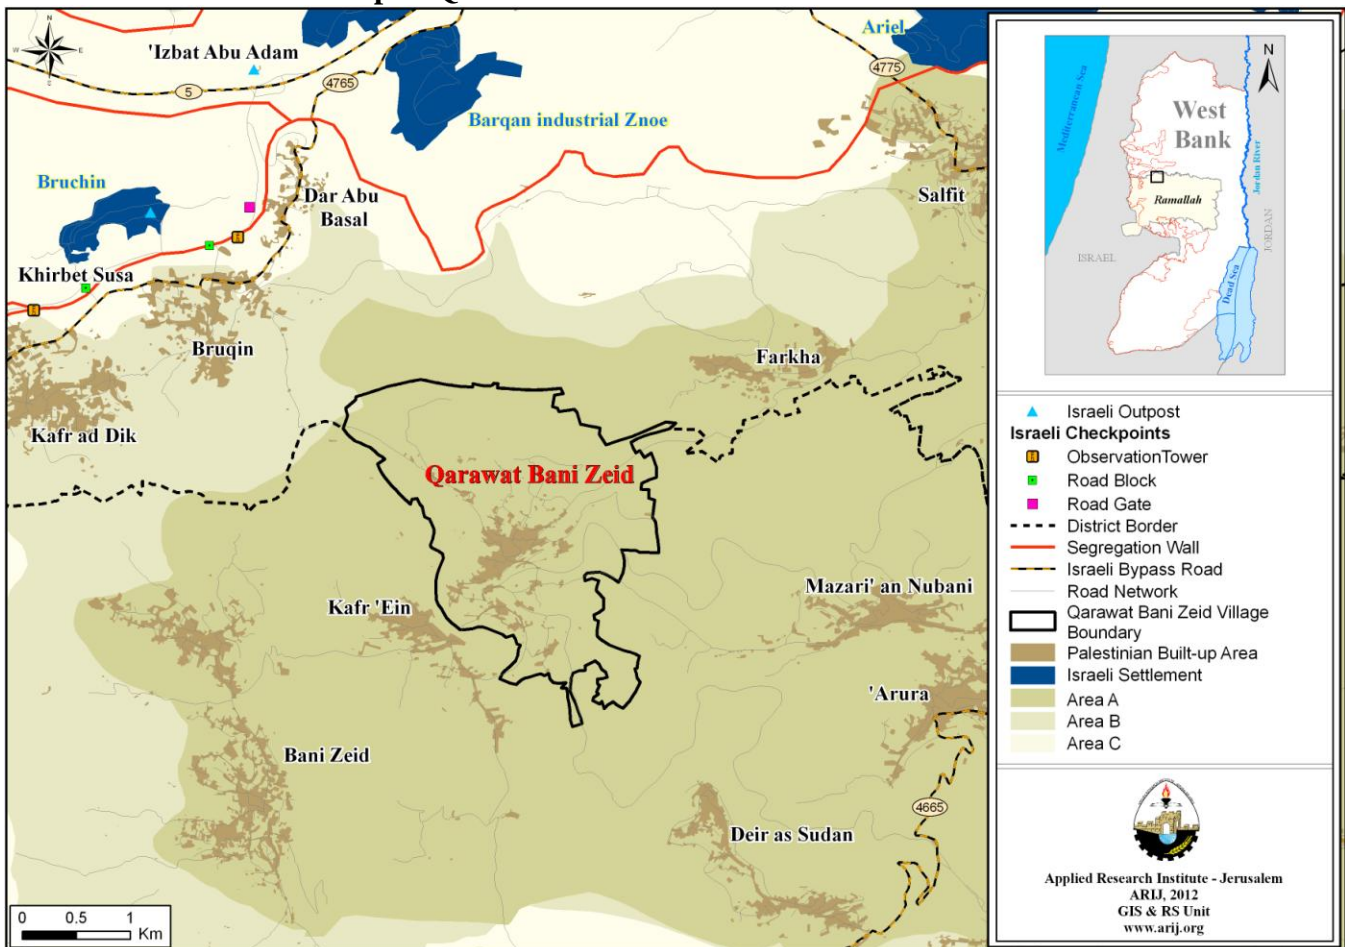 'Izbat Abu Adam
Ariel
4765
4775
5
Barqan industrial Znoe
Bruchin
Dar Abu
Basal
Salfit
Khirbet Susa
Bruqin
Farkha
Kafr ad Dik
Qarawat Bani Zeid
Kafr 'Ein
Mazari' an Nubani
'Arura
Bani Zeid
4665
Deir as Sudan
0 0.5 1
Km
N
Mediterranean Sea
West
Bank
Jordan River
Ramallah
JORDAN
ISRAEL
Dead Sea
Israeli Outpost
Israeli Checkpoints
ObservationTower
Road Block
Road Gate
District Border
Segregation Wall
Israeli Bypass Road
Road Network
Qarawat Bani Zeid Village
Boundary
Palestinian Built-up Area
Israeli Settlement
Area A
Area B
Area C
Applied Research Institute - Jerusalem
ARIJ, 2012
GIS & RS Unit
www.arij.org